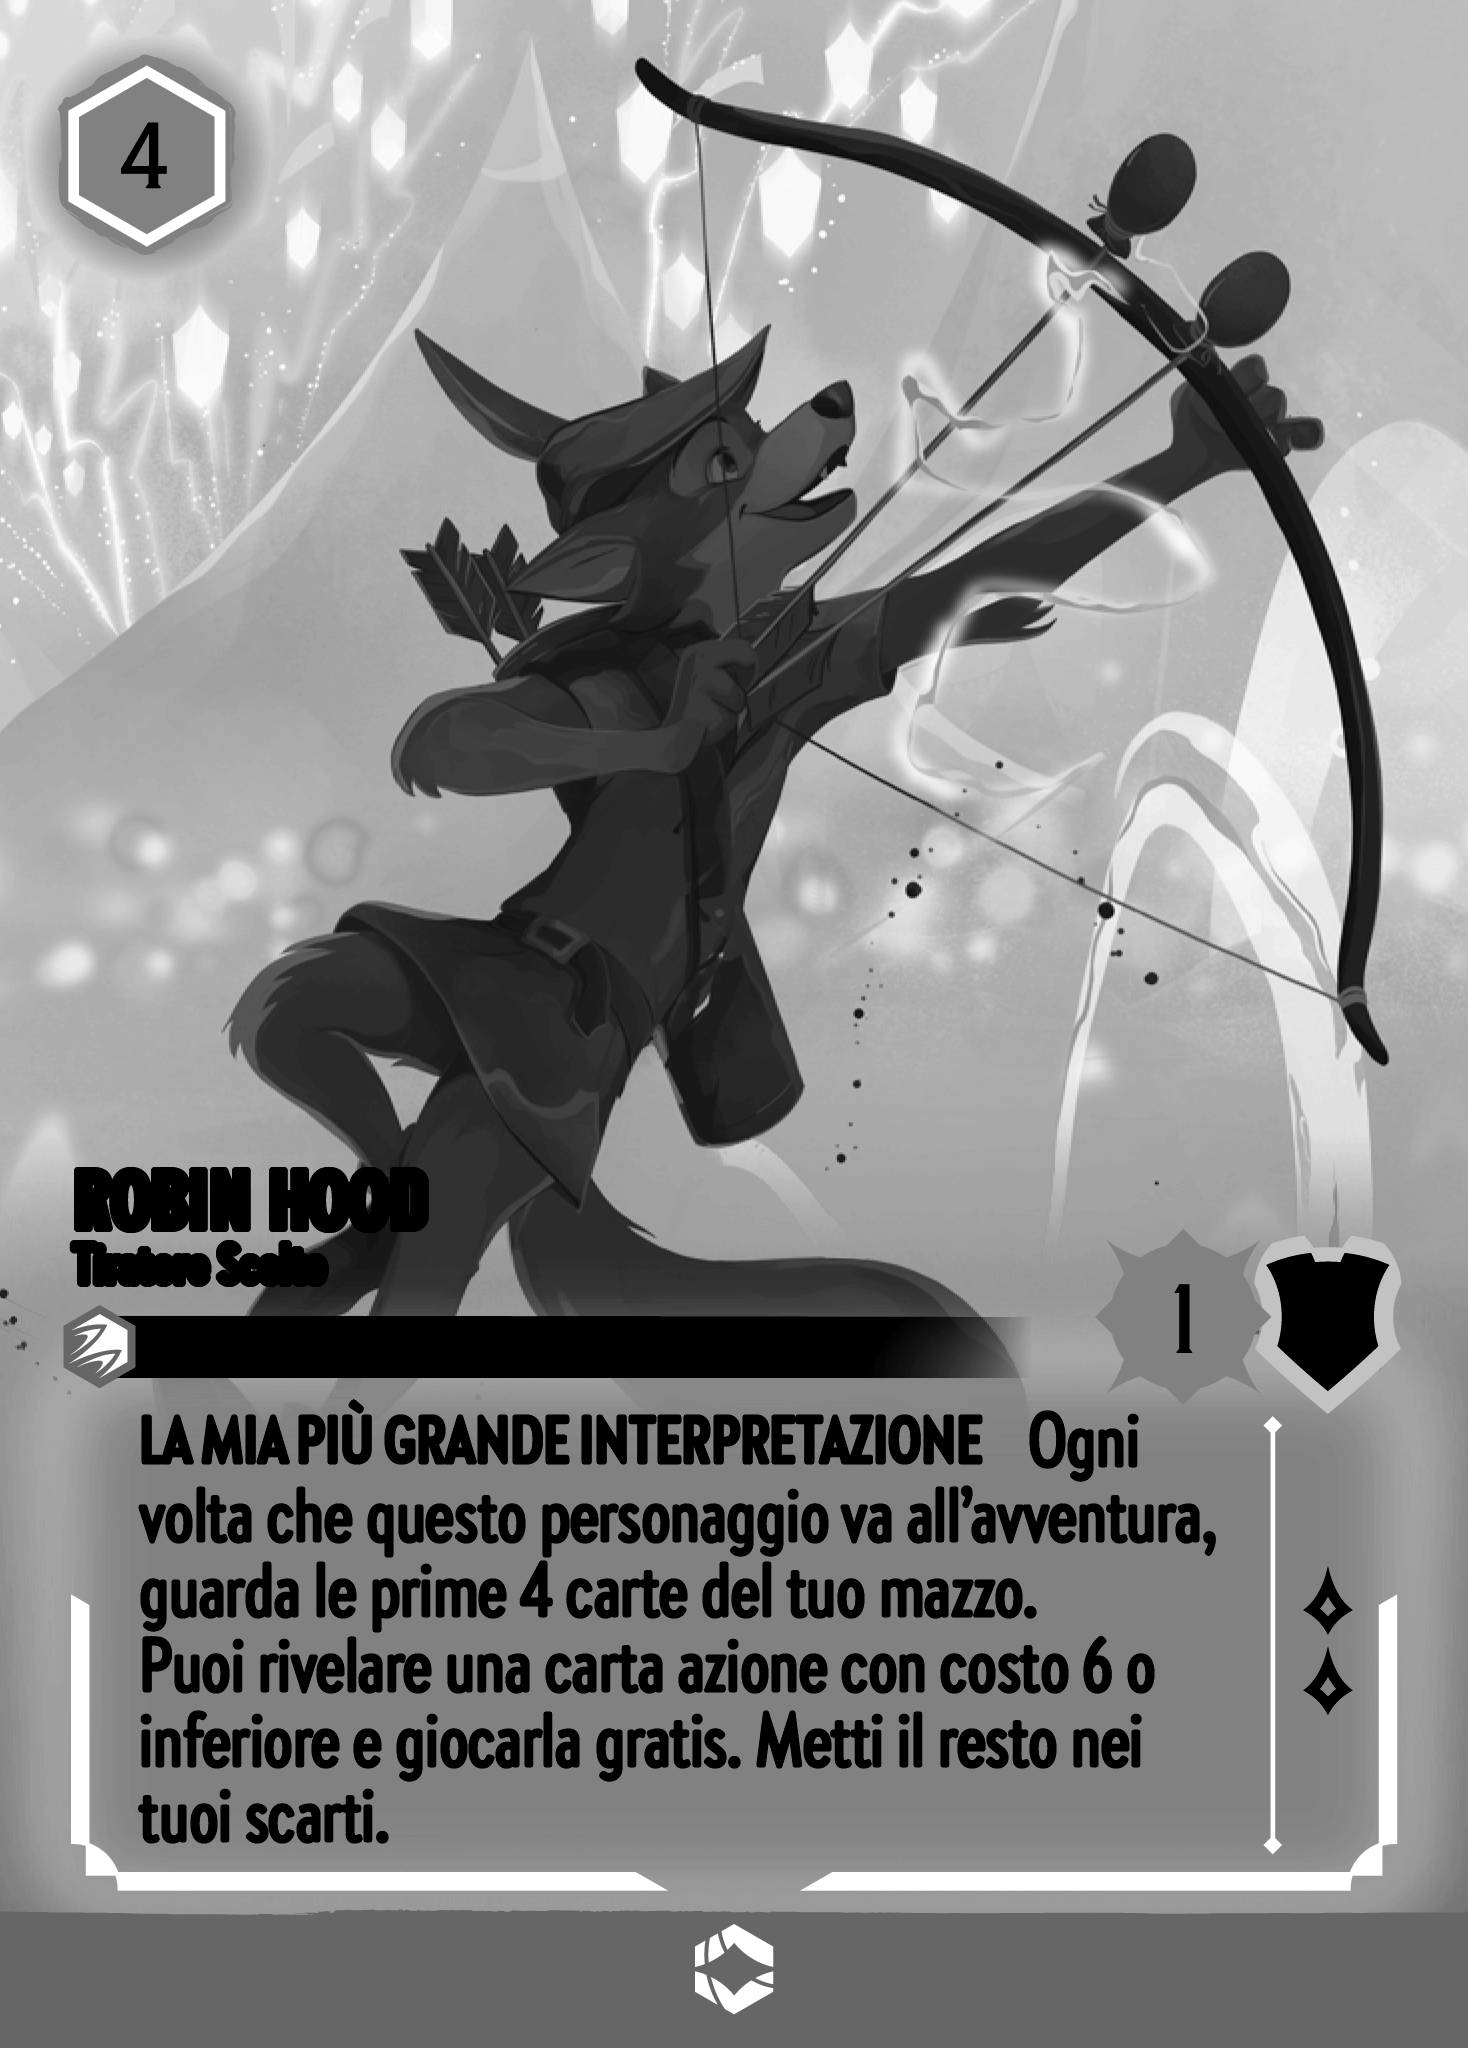 4
ROBIN HOOD
Tiratore Scelto
1
LA MIA PIÙ GRANDE INTERPRETAZIONE Ogni
volta che questo personaggio va all’avventura,
guarda le prime 4 carte del tuo mazzo.
Puoi rivelare una carta azione con costo 6 o
inferiore e giocarla gratis. Metti il resto nei
tuoi scarti.